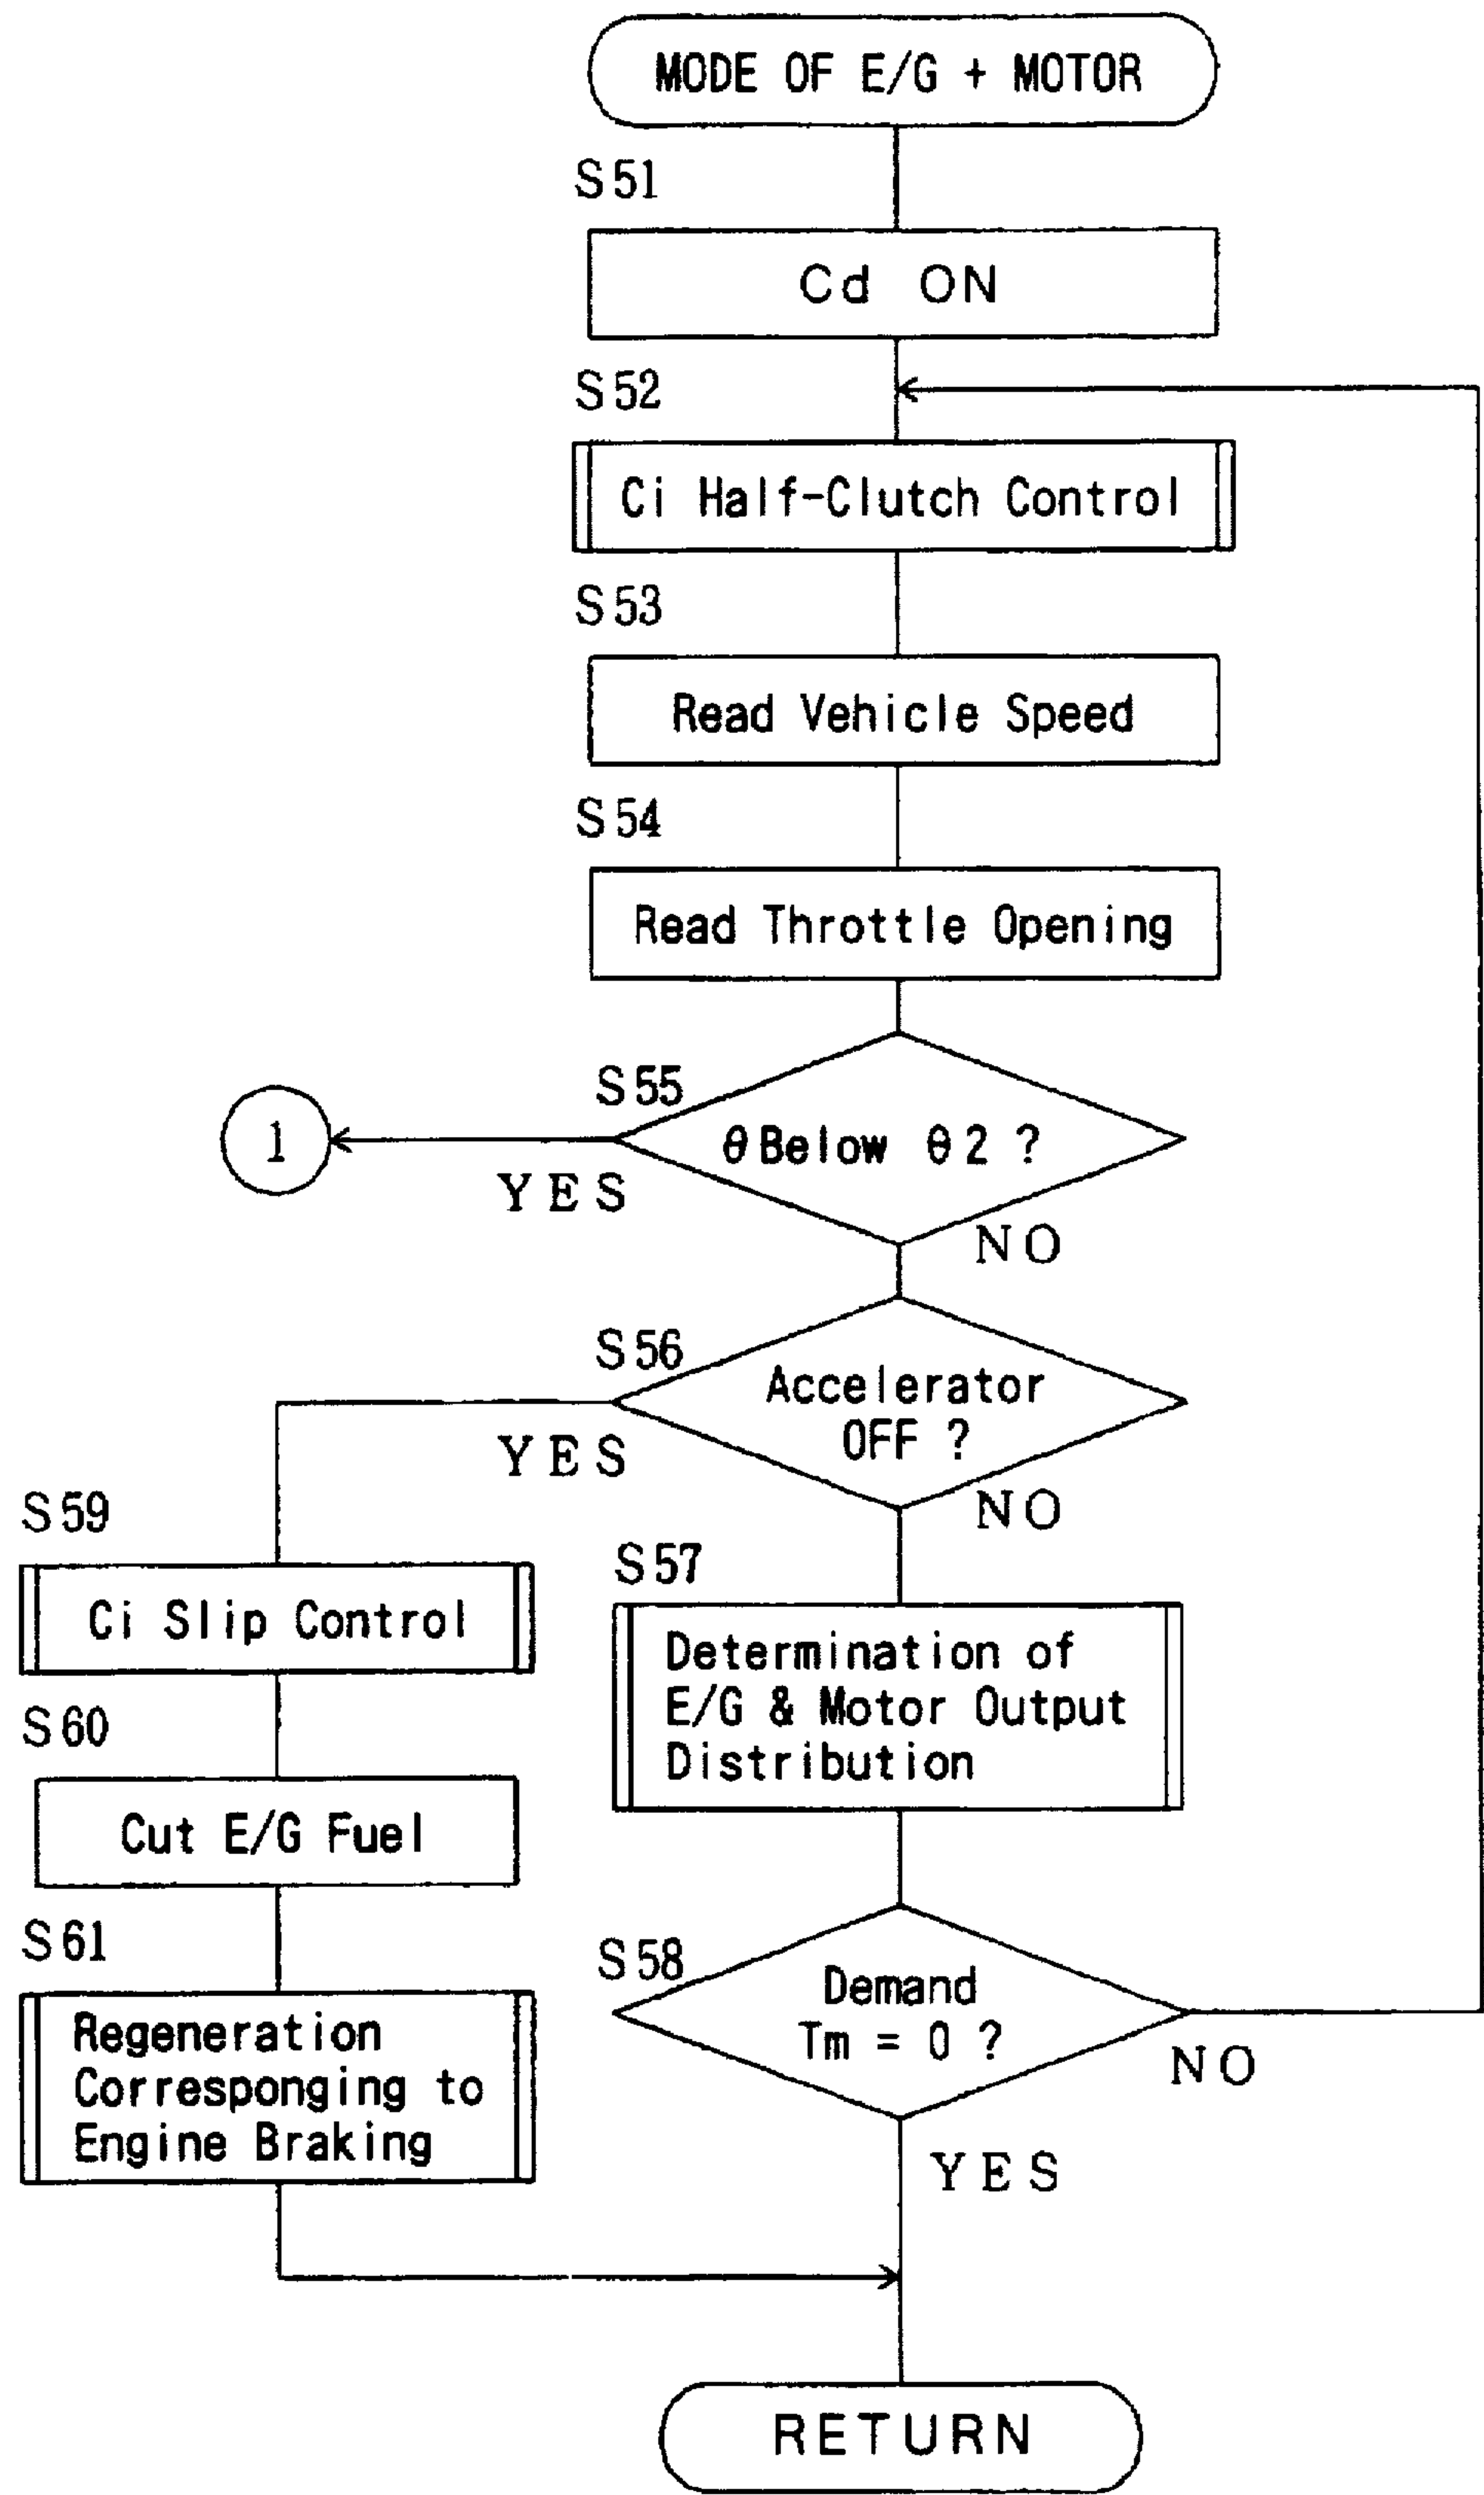 MODE OF E/G + MOTOR
S51
Cd ON
S52
Ci Half-Clutch Control
S53
Read Vehicle Speed
S54
Read Throttle Opening
S55
θ Below θ2 ?
1
YES
NO
S56
Accelerator
OFF ?
YES
NO
S59
Ci Slip Control
S57
Determination of
E/G & Motor Output
Distribution
S60
Cut E/G Fuel
S61
Regeneration
Corresponging to
Engine Braking
S58
Demand
Tm = 0 ?
NO
YES
RETURN